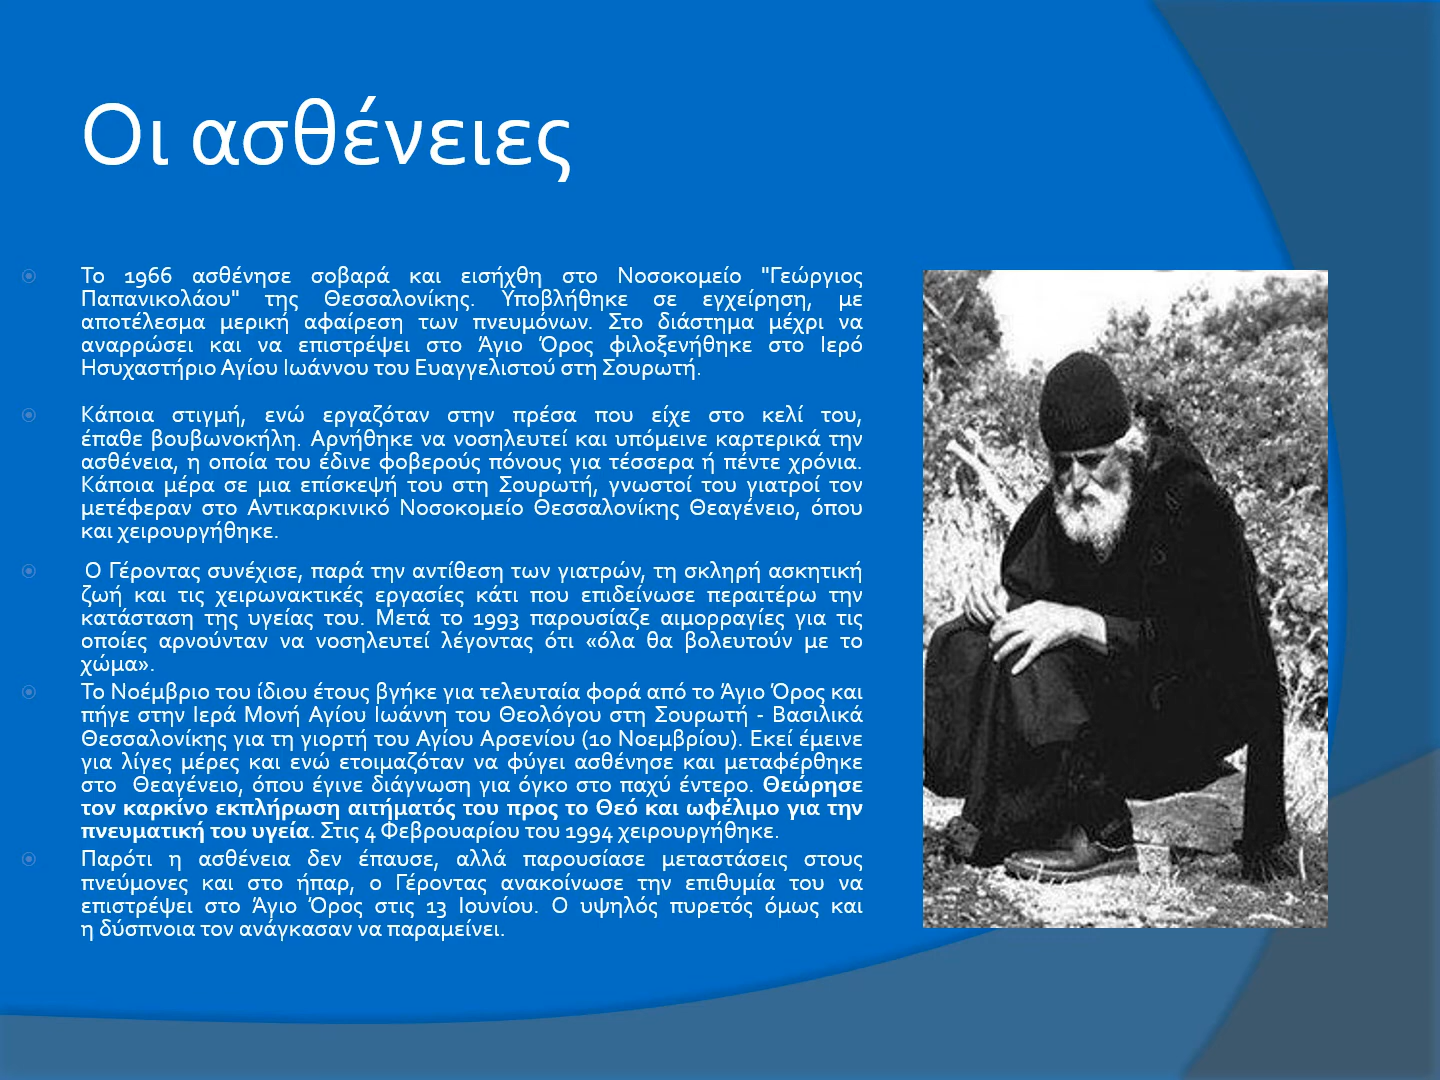 Οι ασθένειες
Το 1966 ασθένησε σοβαρά και εισήχθη στο Νοσοκομείο "Γεώργιος
Παπανικολάου" της Θεσσαλονίκης. Υποβλήθηκε σε εγχείρηση, με
αποτέλεσμα μερική αφαίρεση των πνευμόνων. Στο διάστημα μέχρι να
αναρρώσει και να επιστρέψει στο Άγιο Όρος φιλοξενήθηκε στο Ιερό
Ησυχαστήριο Αγίου Ιωάννου του Ευαγγελιστού στη Σουρωτή.
Κάποια στιγμή, ενώ εργαζόταν στην πρέσα που είχε στο κελί του,
έπαθε βουβωνοκήλη. Αρνήθηκε να νοσηλευτεί και υπόμεινε καρτερικά την
ασθένεια, η οποία του έδινε φοβερούς πόνους για τέσσερα ή πέντε χρόνια.
Κάποια μέρα σε μια επίσκεψή του στη Σουρωτή, γνωστοί του γιατροί τον
μετέφεραν στο Αντικαρκινικό Νοσοκομείο Θεσσαλονίκης Θεαγένειο, όπου
και χειρουργήθηκε.
Ο Γέροντας συνέχισε, παρά την αντίθεση των γιατρών, τη σκληρή ασκητική
ζωή και τις χειρωνακτικές εργασίες κάτι που επιδείνωσε περαιτέρω την
κατάσταση της υγείας του. Μετά το 1993 παρουσίαζε αιμορραγίες για τις
οποίες αρνούνταν να νοσηλευτεί λέγοντας ότι «όλα θα βολευτούν με το
χώμα».
Το Νοέμβριο του ίδιου έτους βγήκε για τελευταία φορά από το Άγιο Όρος και
πήγε στην Ιερά Μονή Αγίου Ιωάννη του Θεολόγου στη Σουρωτή - Βασιλικά
Θεσσαλονίκης για τη γιορτή του Αγίου Αρσενίου (10 Νοεμβρίου). Εκεί έμεινε
για λίγες μέρες και ενώ ετοιμαζόταν να φύγει ασθένησε και μεταφέρθηκε
στο Θεαγένειο, όπου έγινε διάγνωση για όγκο στο παχύ έντερο. Θεώρησε
τον καρκίνο εκπλήρωση αιτήματός του προς το Θεό και ωφέλιμο για την
πνευματική του υγεία. Στις 4 Φεβρουαρίου του 1994 χειρουργήθηκε.
Παρότι η ασθένεια δεν έπαυσε, αλλά παρουσίασε μεταστάσεις στους
πνεύμονες και στο ήπαρ, ο Γέροντας ανακοίνωσε την επιθυμία του να
επιστρέψει στο Άγιο Όρος στις 13 Ιουνίου. Ο υψηλός πυρετός όμως και
η δύσπνοια τον ανάγκασαν να παραμείνει.